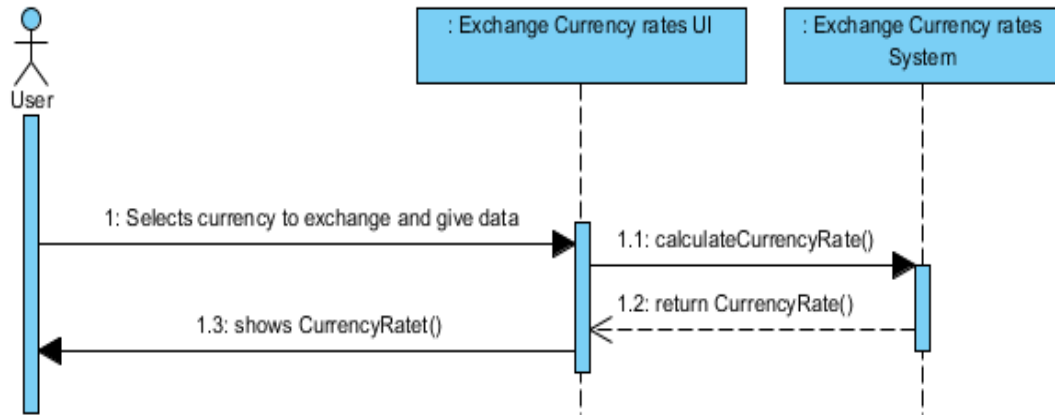 : Exchange Currency rates UI
: Exchange Currency rates
System
User
1: Selects currency to exchange and give data
1.1: calculateCurrencyRate()
1.2: return CurrencyRate()
1.3: shows CurrencyRatet()